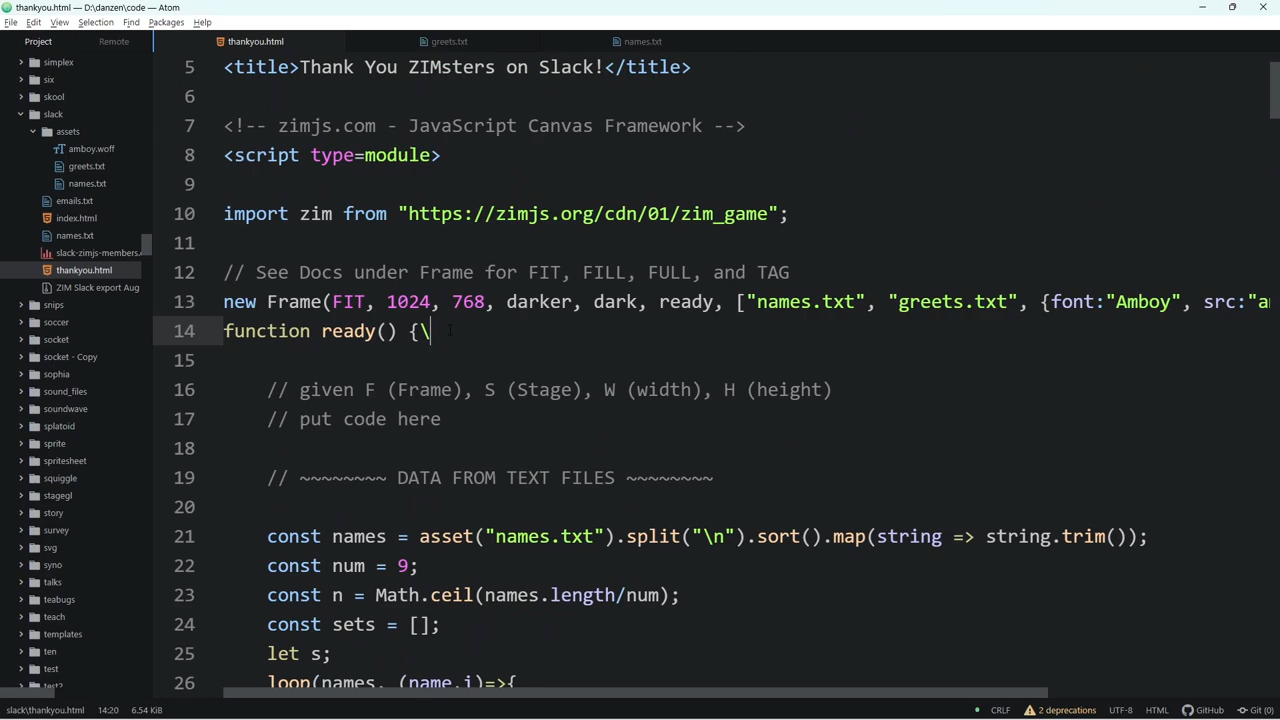 thankyou.html — D:\danzen\code — Atom
File Edit View Selection Find Packages Help
Project Remote
thankyou.html greets.txt names.txt
simplex
six
skool
slack
assets
amboy.woff
greets.txt
names.txt
emails.txt
index.html
names.txt
slack-zimjs-members.
thankyou.html
ZIM Slack export Aug
snips
soccer
socket
socket - Copy
sophia
sound_files
soundwave
splatoid
sprite
spritesheet
squiggle
stagegl
story
survey
svg
syno
talks
teabugs
teach
templates
ten
test
test2
5 <title>Thank You ZIMsters on Slack!</title>
6
7 <!-- zimjs.com - JavaScript Canvas Framework -->
8 <script type=module>
9
10 import zim from "https://zimjs.org/cdn/01/zim_game";
11
12 // See Docs under Frame for FIT, FILL, FULL, and TAG
13 new Frame(FIT, 1024, 768, darker, dark, ready, ["names.txt", "greets.txt", {font:"Amboy", src:"a
14 function ready() {\
15
16 // given F (Frame), S (Stage), W (width), H (height)
17 // put code here
18
19 // ~~~~~~~~ DATA FROM TEXT FILES ~~~~~~~~
20
21 const names = asset("names.txt").split("\n").sort().map(string => string.trim());
22 const num = 9;
23 const n = Math.ceil(names.length/num);
24 const sets = [];
25 let s;
26 loop(names, (name,i)=>{
slack\thankyou.html 14:20 6.54 KiB CRLF 2 deprecations UTF-8 HTML GitHub Git (0)